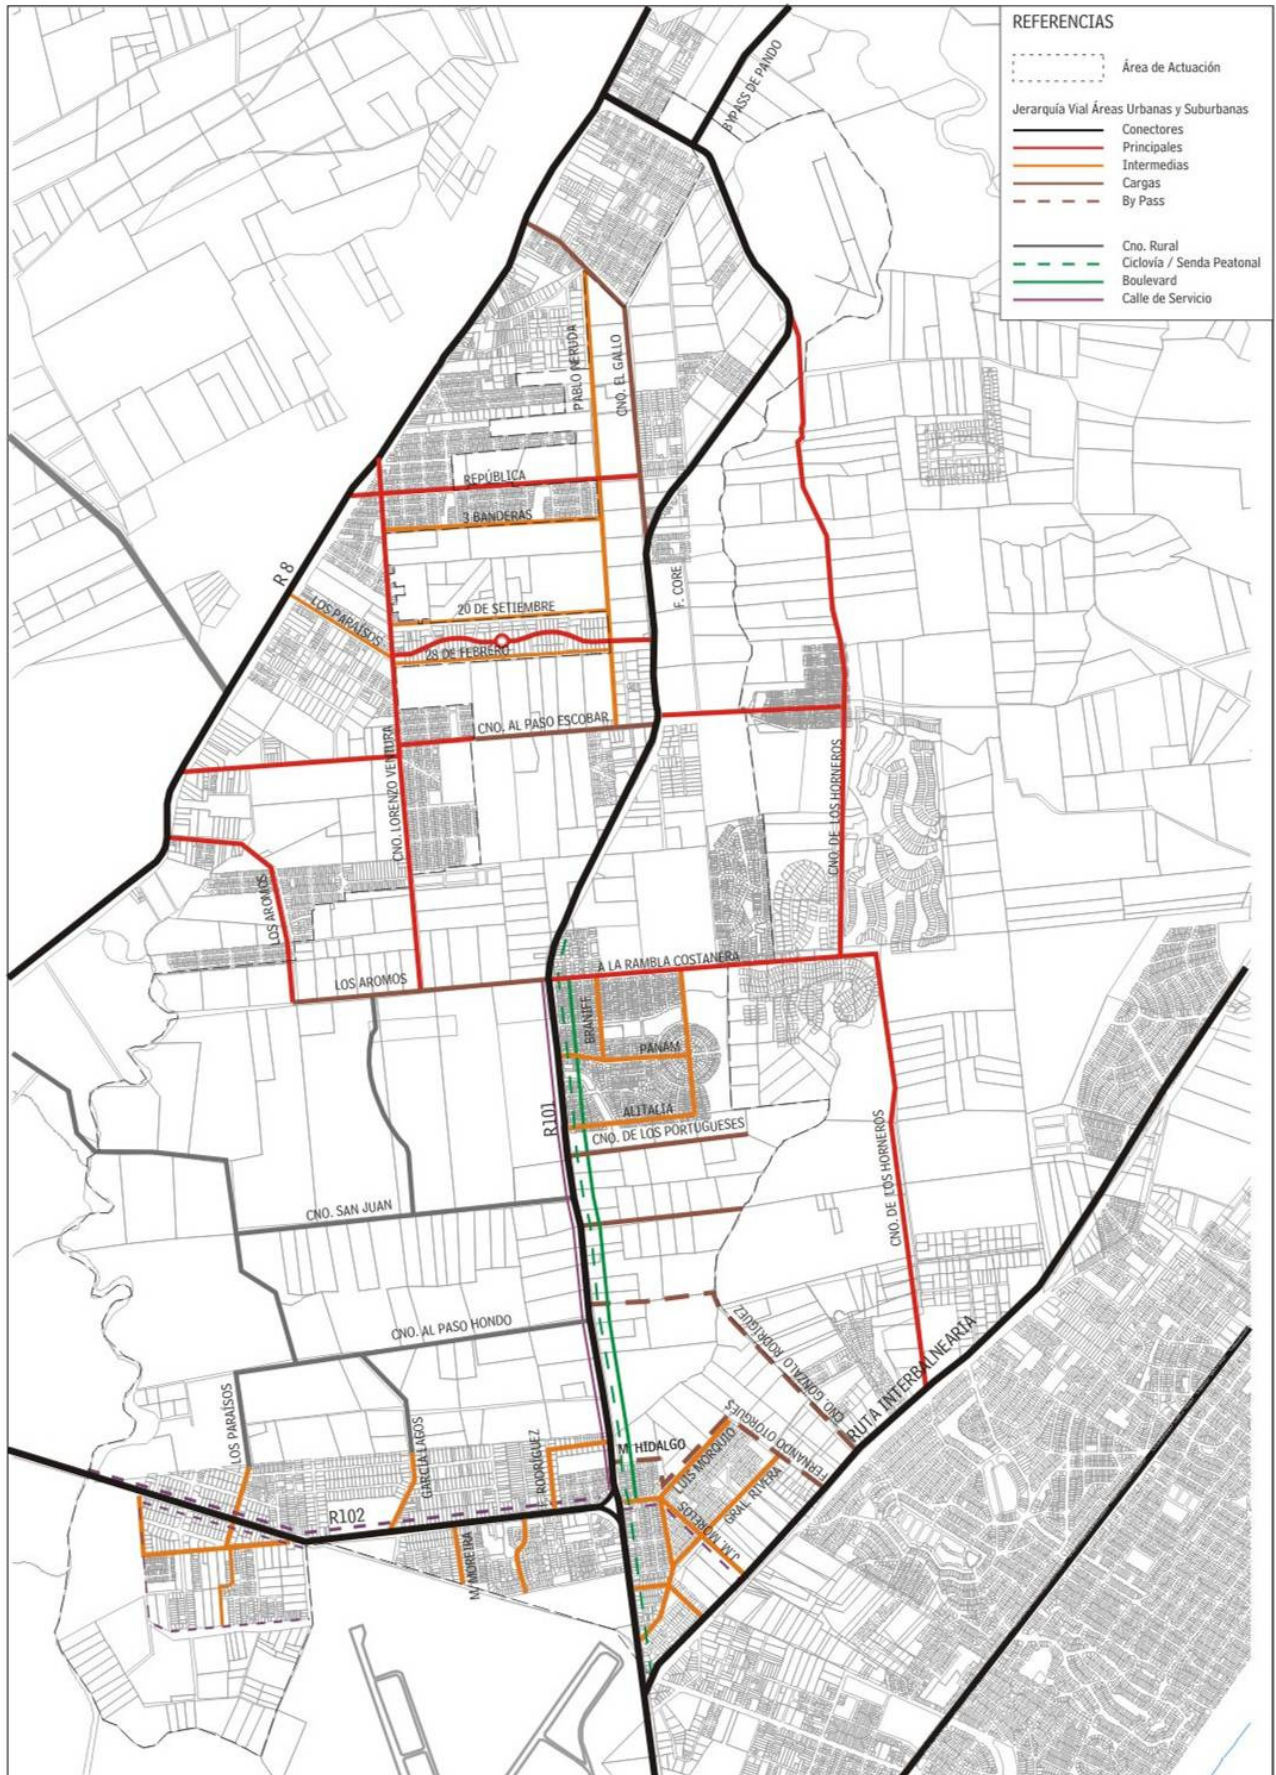 REFERENCIAS
Área de Actuación
Jerarquía Vial Áreas Urbanas y Suburbanas
Conectores
Principales
Intermedias
Cargas
By Pass
Cno. Rural
Ciclovía / Senda Peatonal
Boulevard
Calle de Servicio
BYPASS DE PANDO
PABLO NERUDA
CNO. EL GALLO
REPÚBLICA
3 BANDERAS
R 8
F. CORE
LOS PARAÍSOS
20 DE SETIEMBRE
28 DE FEBRERO
CNO. AL PASO ESCOBAR
CNO. LORENZO VENTURA
CNO. DE LOS HORNEROS
LOS AROMOS
A LA RAMBLA COSTANERA
LOS AROMOS
BRANIFF
PANAM
R101
ALITALIA
CNO. DE LOS PORTUGUESES
CNO. DE LOS HORNEROS
CNO. SAN JUAN
CNO. AL PASO HONDO
CNO. GONZALO RODRÍGUEZ
RUTA INTERBALNEARIA
LOS PARAÍSOS
GARCÍA LAGOS
F. RODRÍGUEZ
M. HIDALGO
LUIS MORQUIO
FERNANDO OTORGUÉS
GRAL. RIVERA
J.M. MORELOS
R102
M. MOREIRA